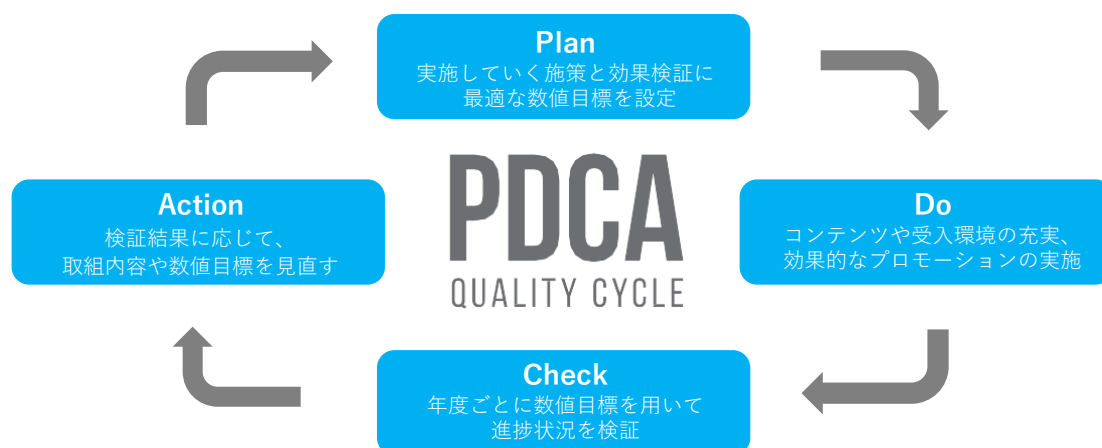 Plan
実施していく施策と効果検証に
最適な数値目標を設定
Action
検証結果に応じて、
取組内容や数値目標を見直す
PDCA
QUALITY CYCLE
Do
コンテンツや受入環境の充実、
効果的なプロモーションの実施
Check
年度ごとに数値目標を用いて
進捗状況を検証